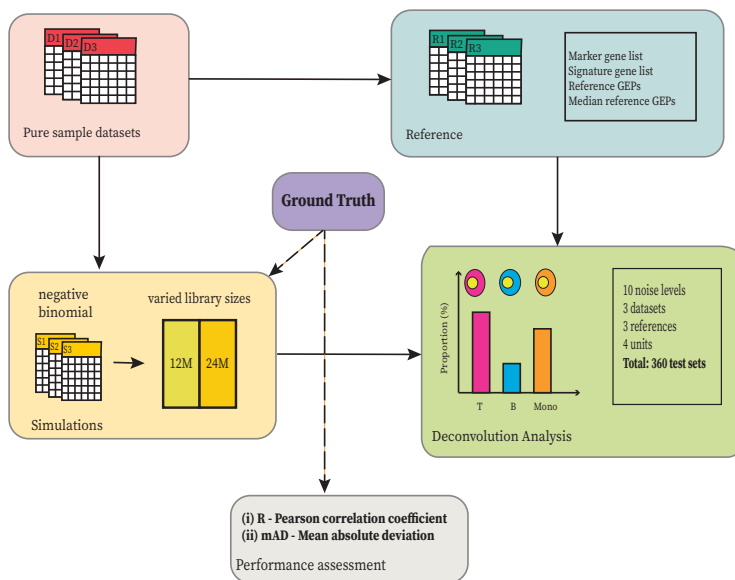 D1
D2
D3
Pure sample datasets
R1
R2
R3
Marker gene list
Signature gene list
Reference GEPs
Median reference GEPs
Reference
Ground Truth
negative
binomial
varied library sizes
S1
S2
S3
12M
24M
Simulations
Proportion (%)
T
B
Mono
10 noise levels
3 datasets
3 references
4 units
Total: 360 test sets
Deconvolution Analysis
(i) R - Pearson correlation coefficient
(ii) mAD - Mean absolute deviation
Performance assessment